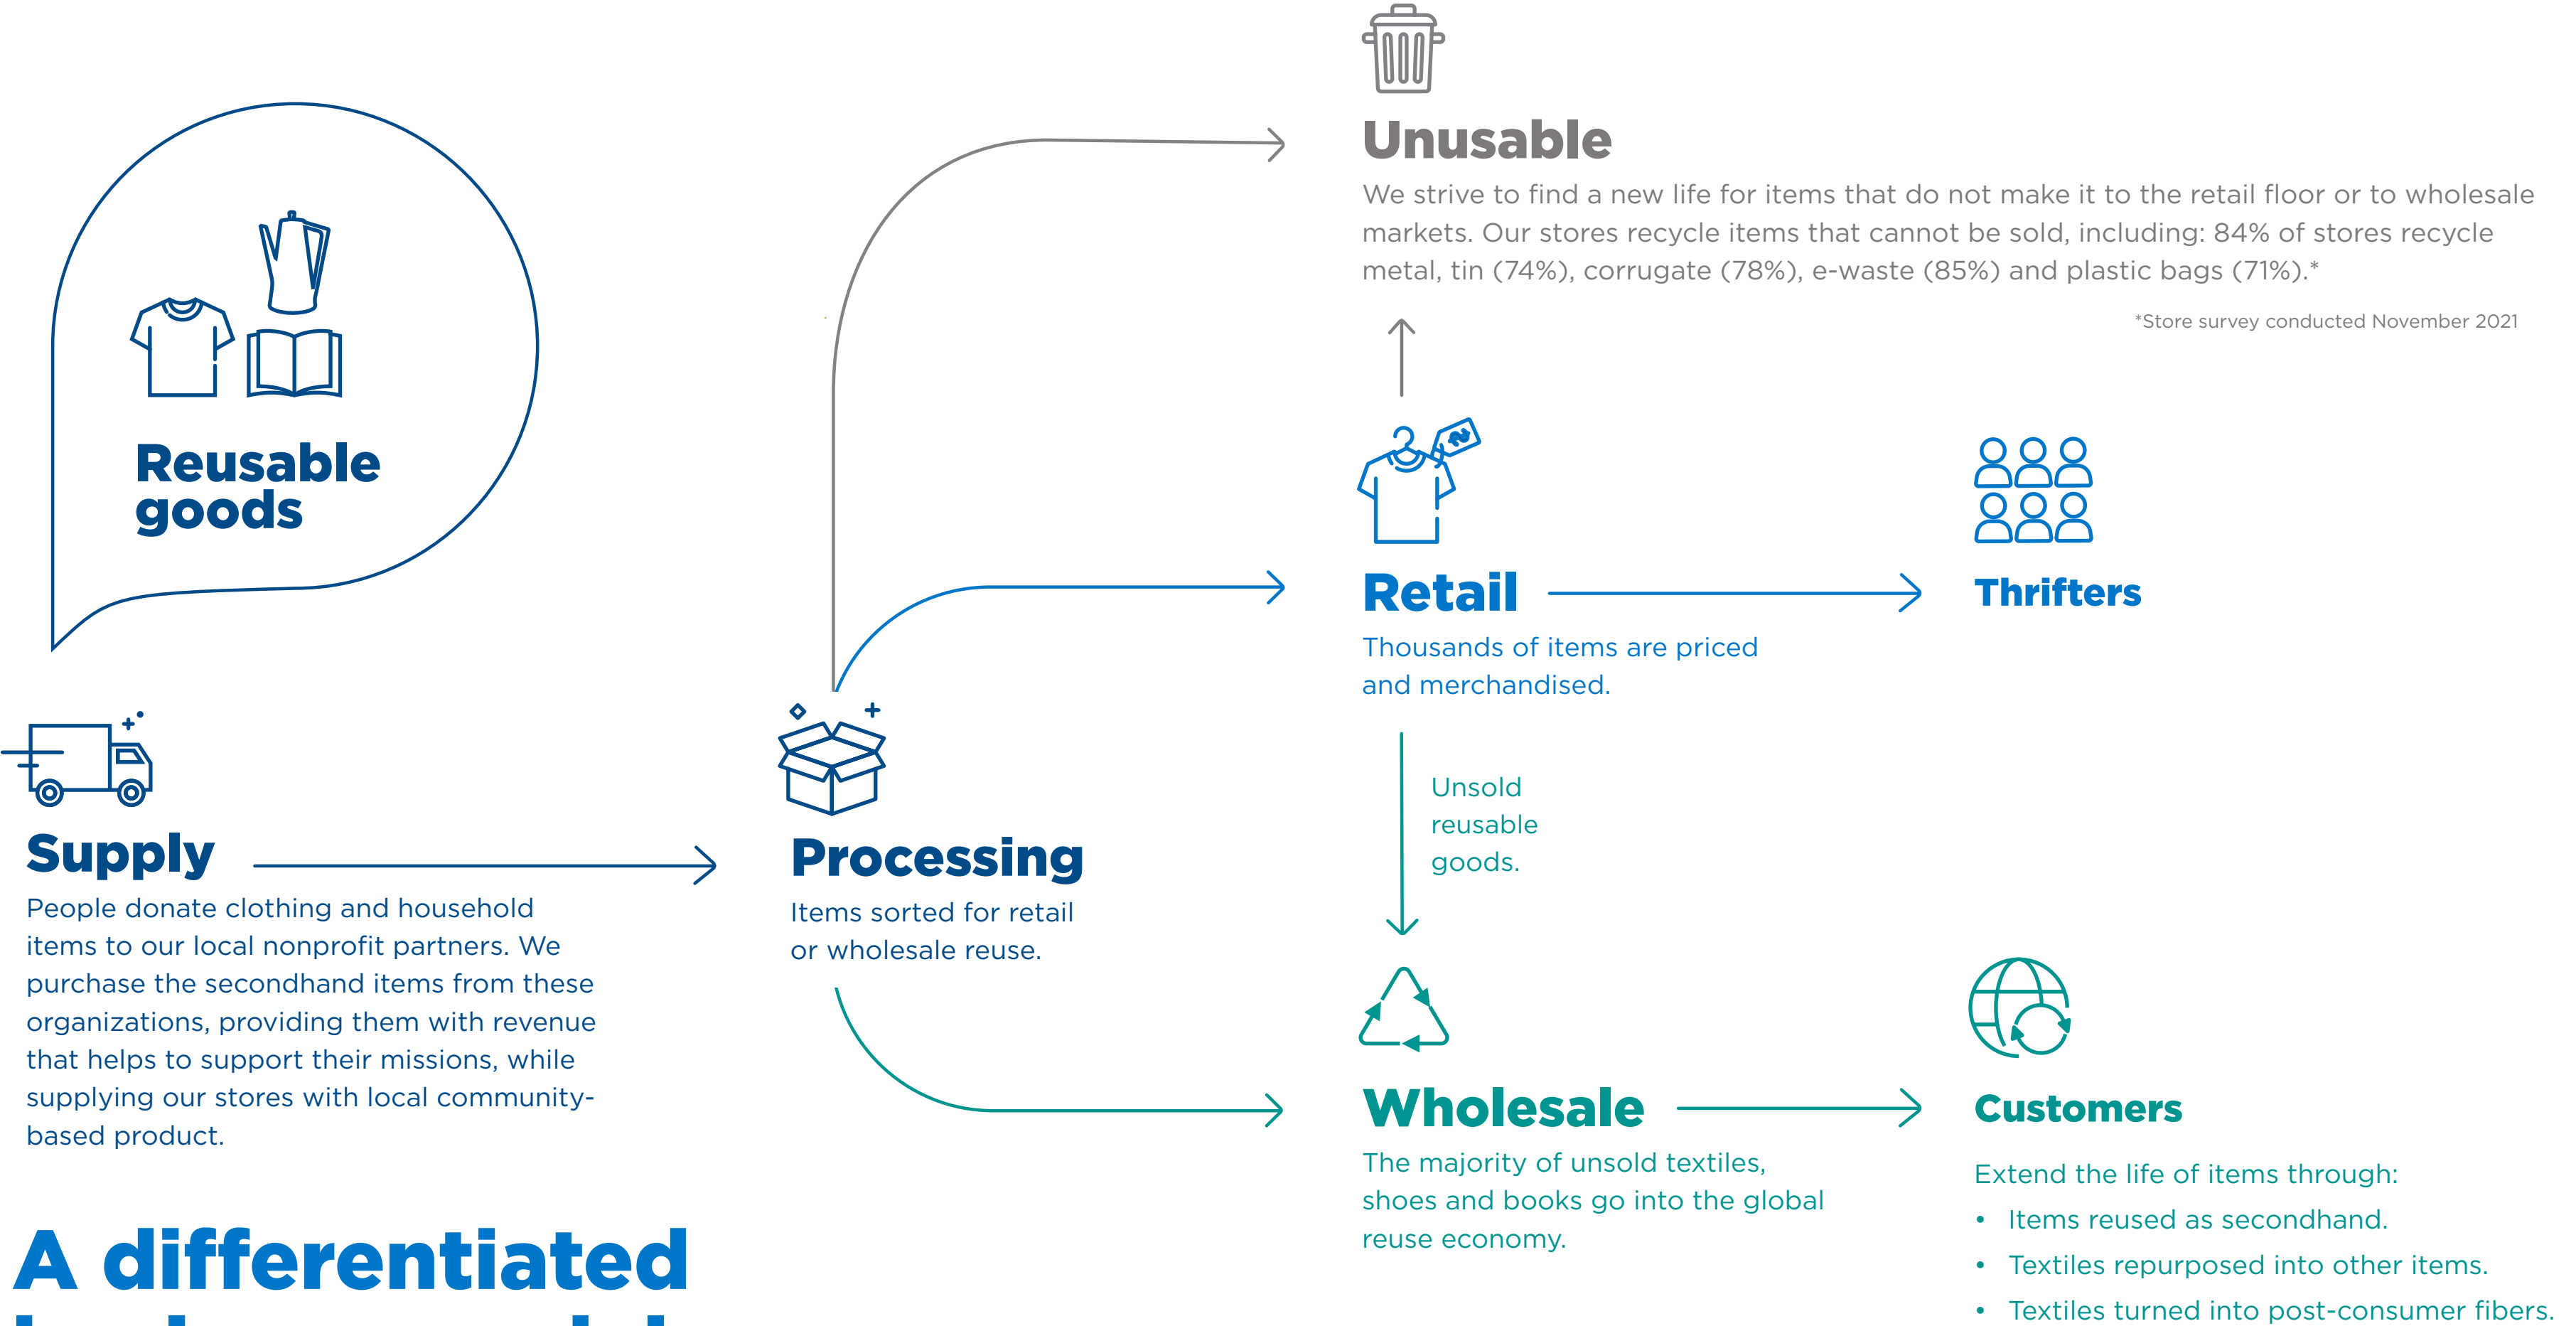 Unusable
We strive to find a new life for items that do not make it to the retail floor or to wholesale
markets. Our stores recycle items that cannot be sold, including: 84% of stores recycle
metal, tin (74%), corrugate (78%), e-waste (85%) and plastic bags (71%).*
*Store survey conducted November 2021
Reusable
goods
Retail
Thousands of items are priced
and merchandised.
Thrifters
Unsold
reusable
goods.
Supply
People donate clothing and household
items to our local nonprofit partners. We
purchase the secondhand items from these
organizations, providing them with revenue
that helps to support their missions, while
supplying our stores with local community-
based product.
Processing
Items sorted for retail
or wholesale reuse.
Wholesale
The majority of unsold textiles,
shoes and books go into the global
reuse economy.
Customers
Extend the life of items through:
• Items reused as secondhand.
• Textiles repurposed into other items.
• Textiles turned into post-consumer fibers.
A differentiated